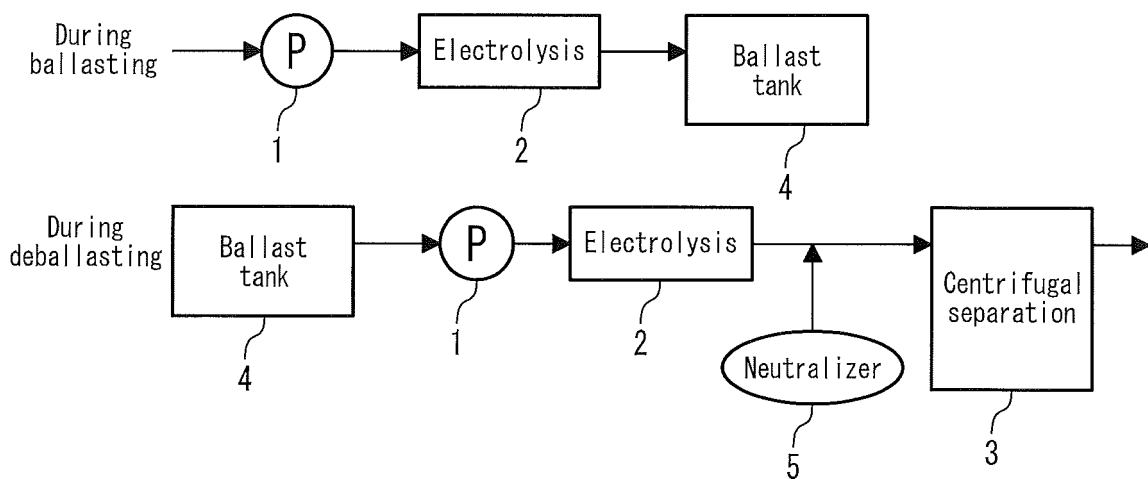 During
ballasting
P
Electrolysis
Ballast
tank
1
2
4
During
deballasting
Ballast
tank
P
Electrolysis
Centrifugal
separation
Neutralizer
4
1
2
5
3